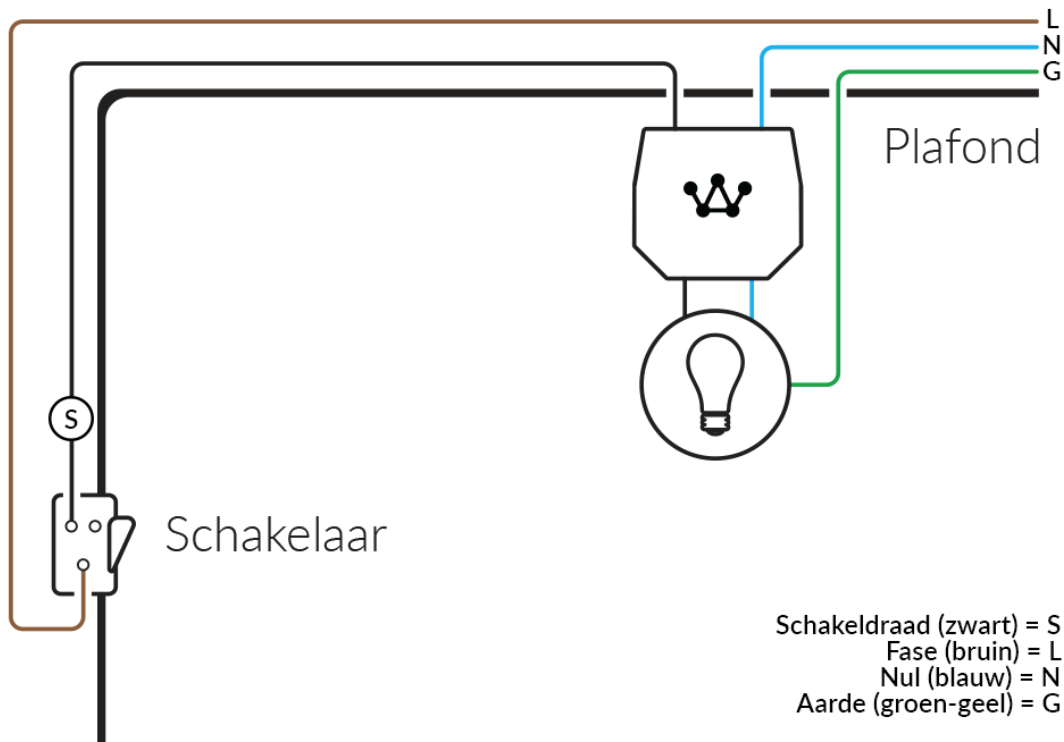 L
N
G
Plafond
S
Schakelaar
Schakeldraad (zwart) = S
Fase (bruin) = L
Nul (blauw) = N
Aarde (groen-geel) = G